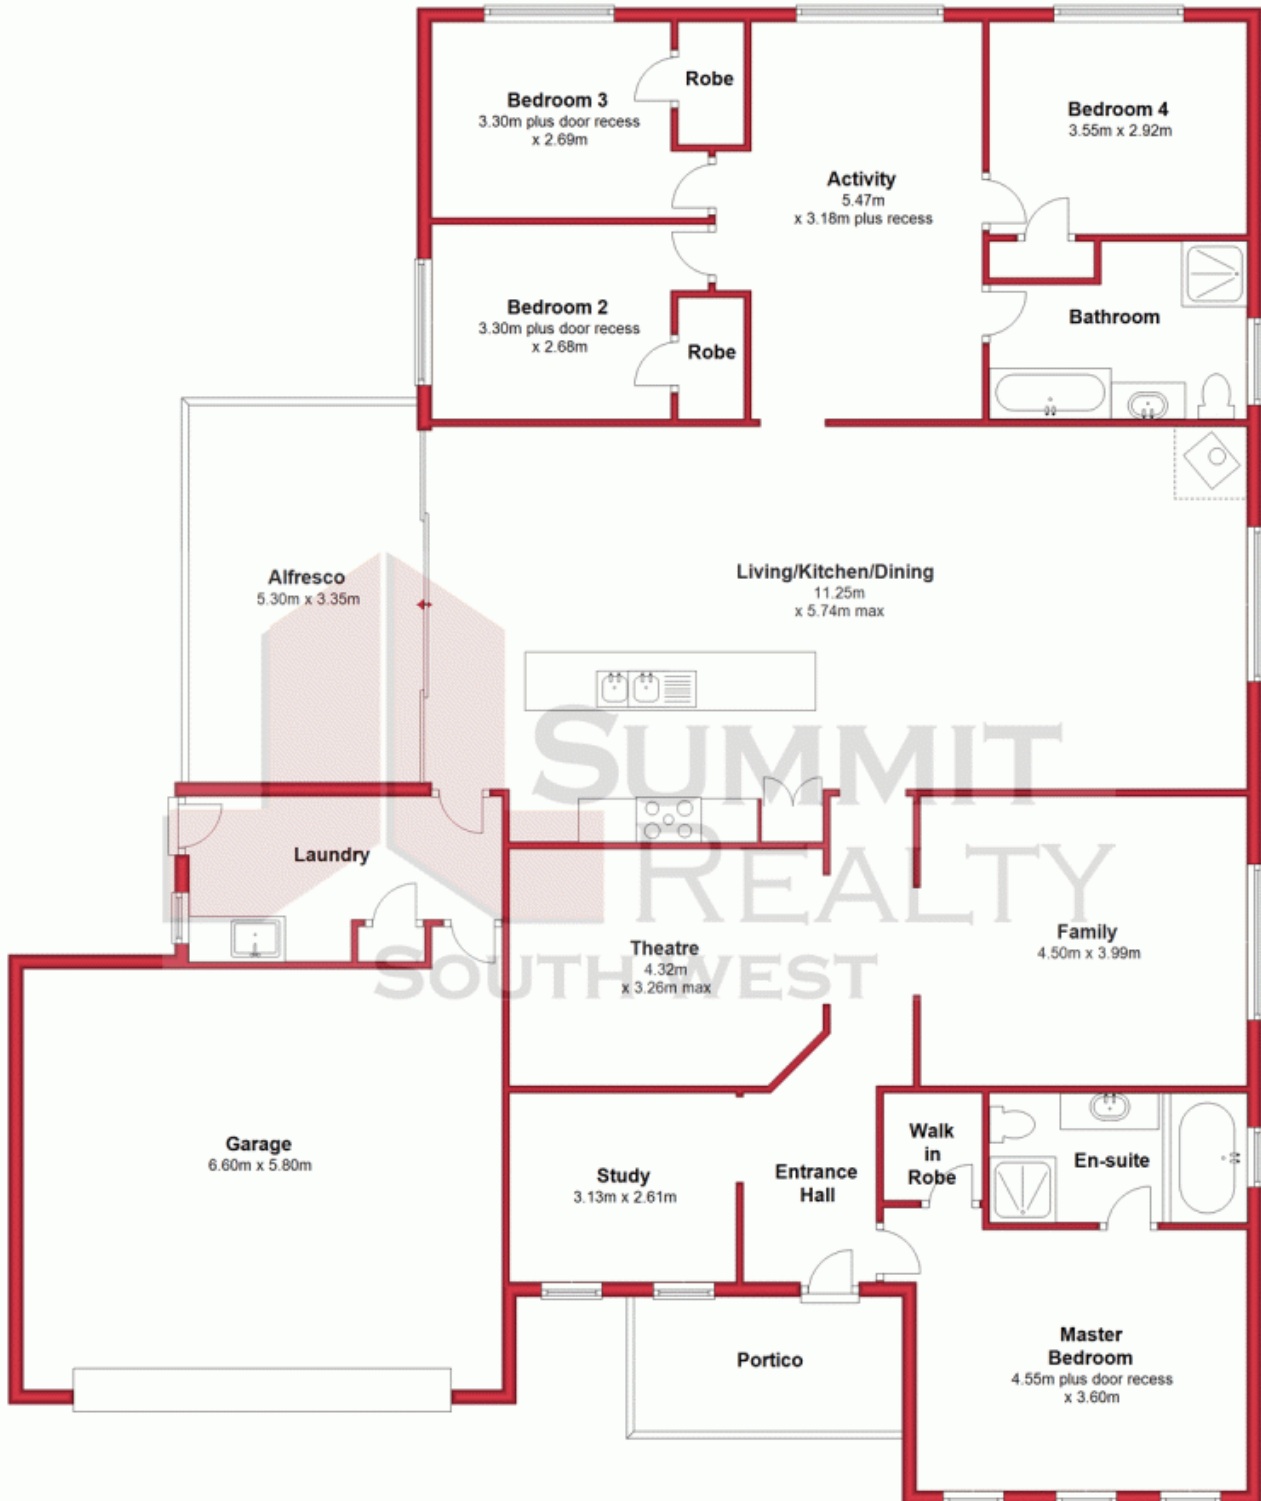 Bedroom 3
3.30m plus door recess
x 2.69m
Robe
Activity
5.47m
x 3.18m plus recess
Bedroom 4
3.55m x 2.92m
Bedroom 2
3.30m plus door recess
x 2.68m
Robe
Bathroom
Alfresco
5.30m x 3.35m
Living/Kitchen/Dining
11.25m
x 5.74m max
SUMMIT
REALTY
SOUTH WEST
Laundry
Theatre
4.32m
x 3.26m max
Family
4.50m x 3.99m
Garage
6.60m x 5.80m
Study
3.13m x 2.61m
Entrance
Hall
Walk
in
Robe
En-suite
Portico
Master
Bedroom
4.55m plus door recess
x 3.60m